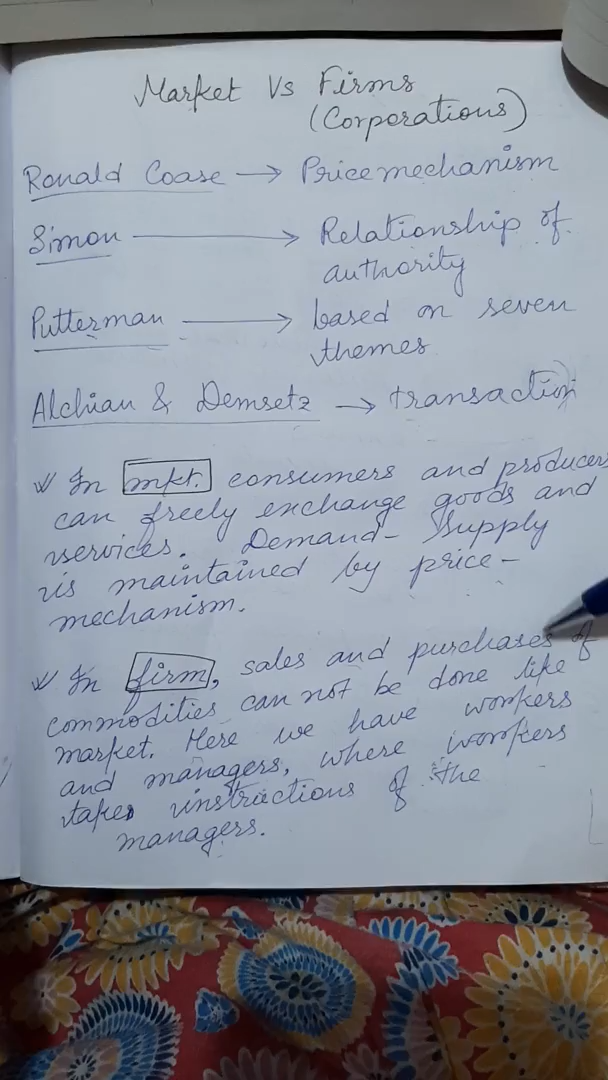 Market Vs Firms
(Corporations)
Ronald Coase → Price mechanism
Simon → Relationship of
authority
Putterman → based on seven
themes
Alchian & Demsetz → transaction
In mkt. consumers and producers
can freely exchange goods and
services. Demand - Supply
is maintained by price -
mechanism.
In firm, sales and purchases of
commodities can not be done like
market. Here we have workers
and managers, where workers
takes instructions of the
managers.